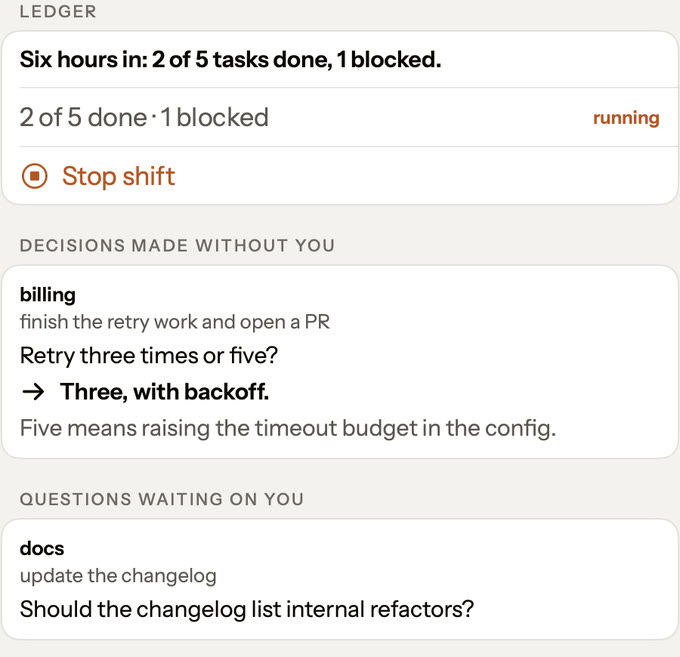 LEDGER
Six hours in: 2 of 5 tasks done, 1 blocked.
2 of 5 done · 1 blocked
running
Stop shift
DECISIONS MADE WITHOUT YOU
billing
finish the retry work and open a PR
Retry three times or five?
→ Three, with backoff.
Five means raising the timeout budget in the config.
QUESTIONS WAITING ON YOU
docs
update the changelog
Should the changelog list internal refactors?